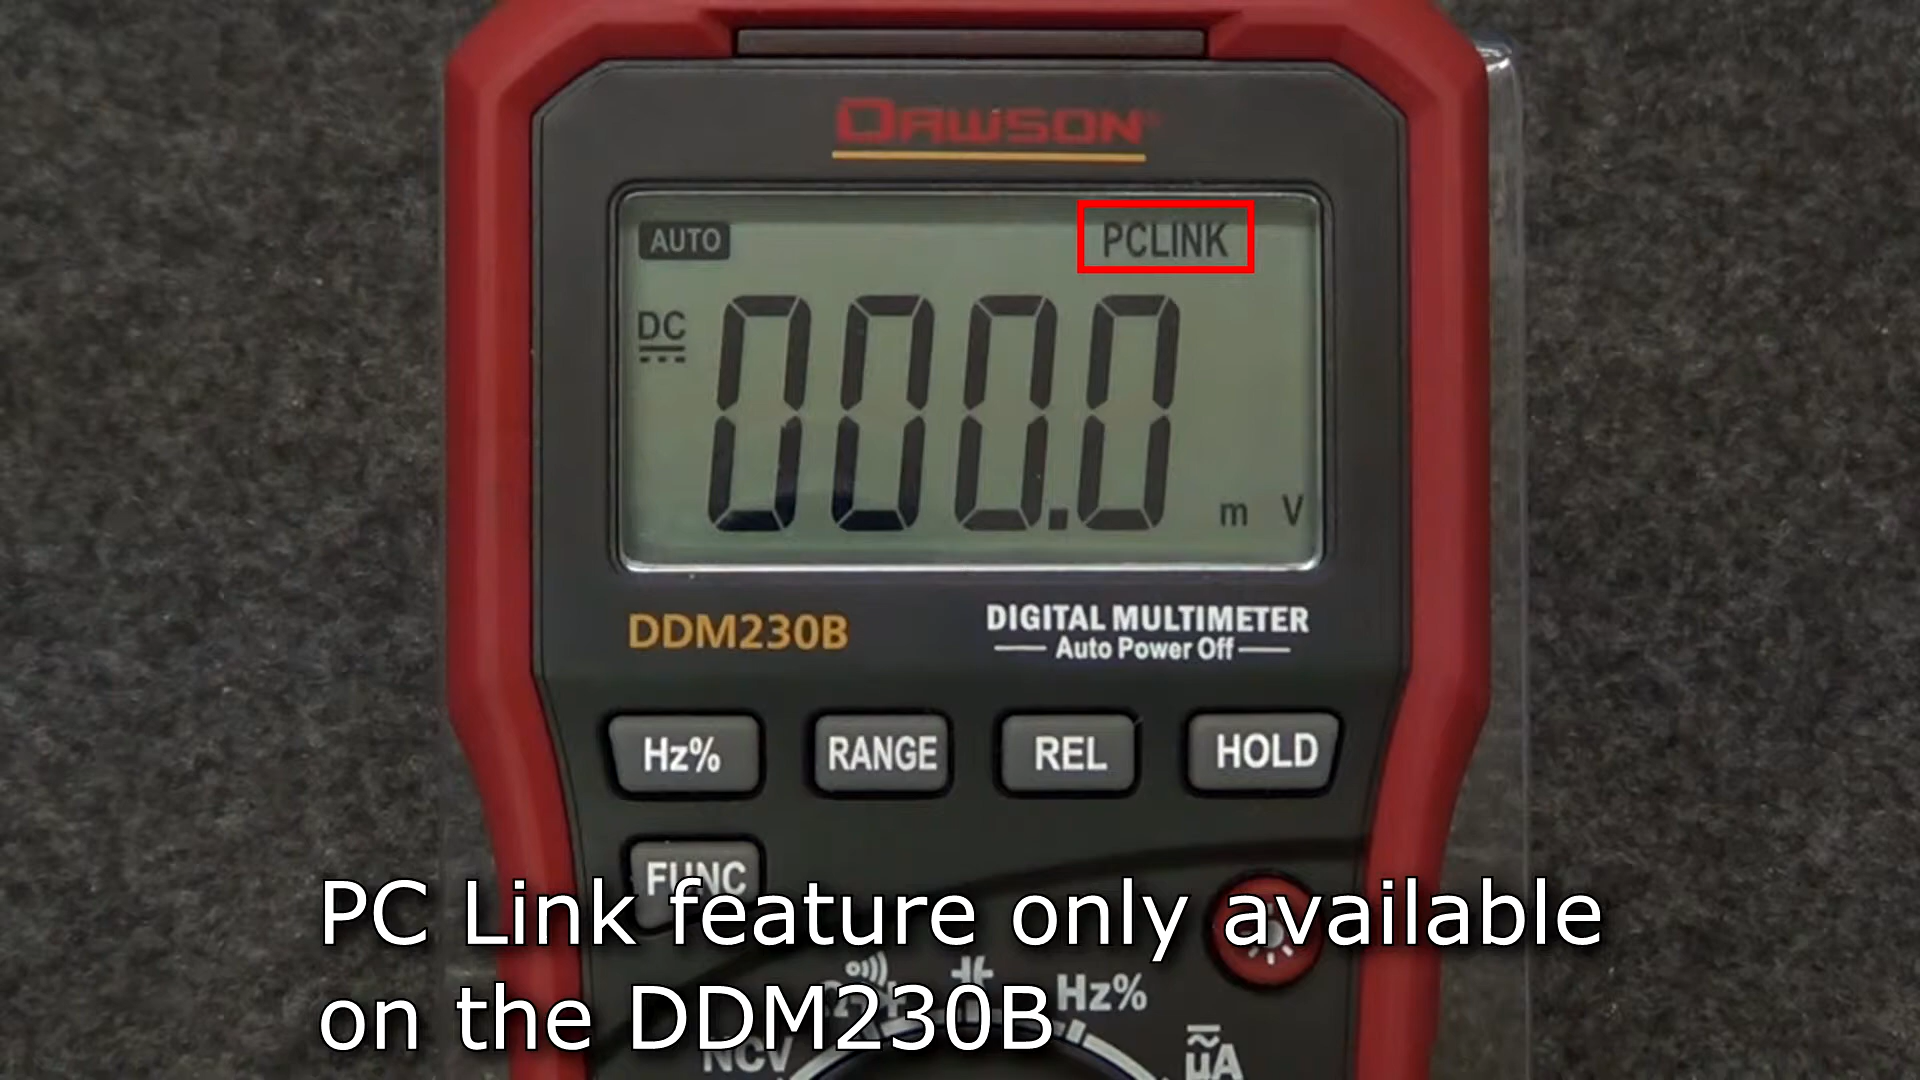 DAWSON
AUTO
PCLINK
DC
000.0
m V
DDM230B
DIGITAL MULTIMETER
Auto Power Off
Hz%
RANGE
REL
HOLD
FUNC
PC Link feature only available
on the DDM230B
Hz%
NCV
µA